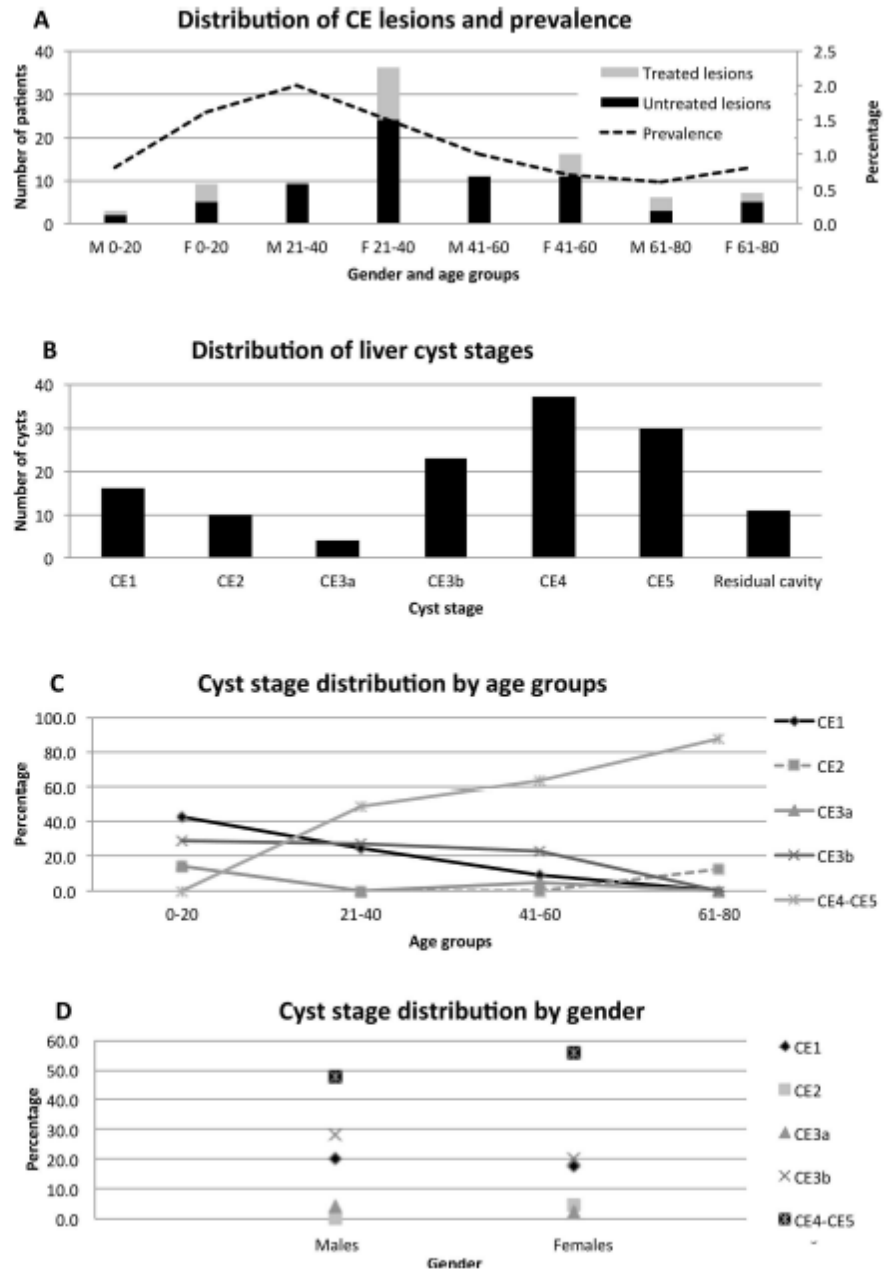 A Distribution of CE lesions and prevalence
40
30
20
10
0
Number of patients
2.5
2.0
1.5
1.0
0.5
0.0
Percentage
Treated lesions
Untreated lesions
Prevalence
M 0-20 F 0-20 M 21-40 F 21-40 M 41-60 F 41-60 M 61-80 F 61-80
Gender and age groups
B Distribution of liver cyst stages
40
30
20
10
0
Number of cysts
CE1 CE2 CE3a CE3b CE4 CE5 Residual cavity
Cyst stage
C Cyst stage distribution by age groups
100.0
80.0
60.0
40.0
20.0
0.0
Percentage
CE1
CE2
CE3a
CE3b
CE4-CE5
0-20 21-40 41-60 61-80
Age groups
D Cyst stage distribution by gender
60.0
50.0
40.0
30.0
20.0
10.0
0.0
Percentage
CE1
CE2
CE3a
CE3b
CE4-CE5
Males Females
Gender